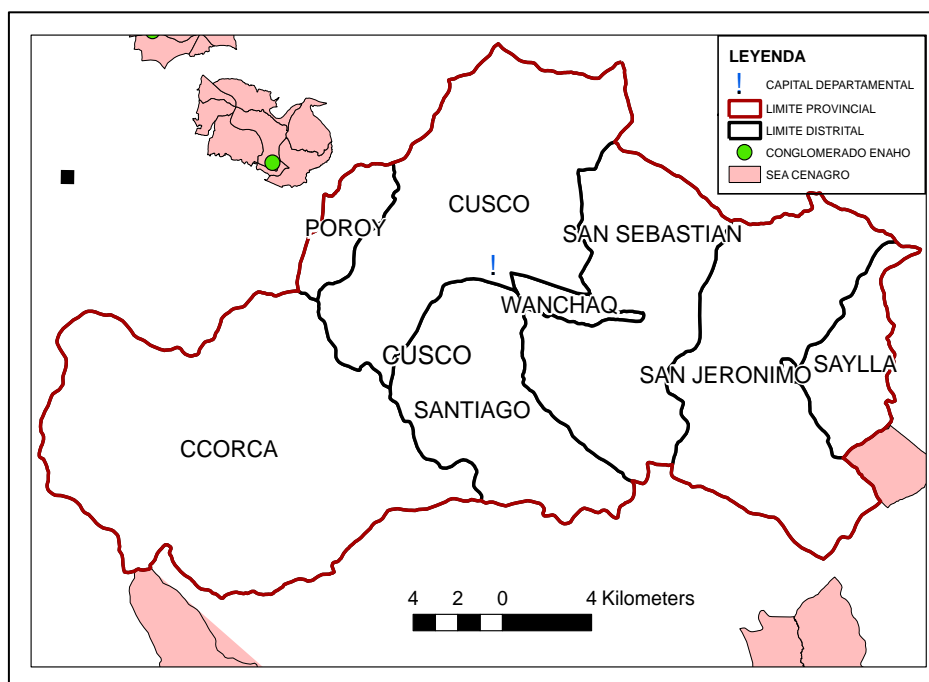 LEYENDA
! CAPITAL DEPARTAMENTAL
LIMITE PROVINCIAL
LIMITE DISTRITAL
CONGLOMERADO ENAHO
SEA CENAGRO
CUSCO
POROY
SAN SEBASTIAN
!
WANCHAQ
CUSCO
SAYLLA
SAN JERONIMO
SANTIAGO
CCORCA
4 2 0 4 Kilometers